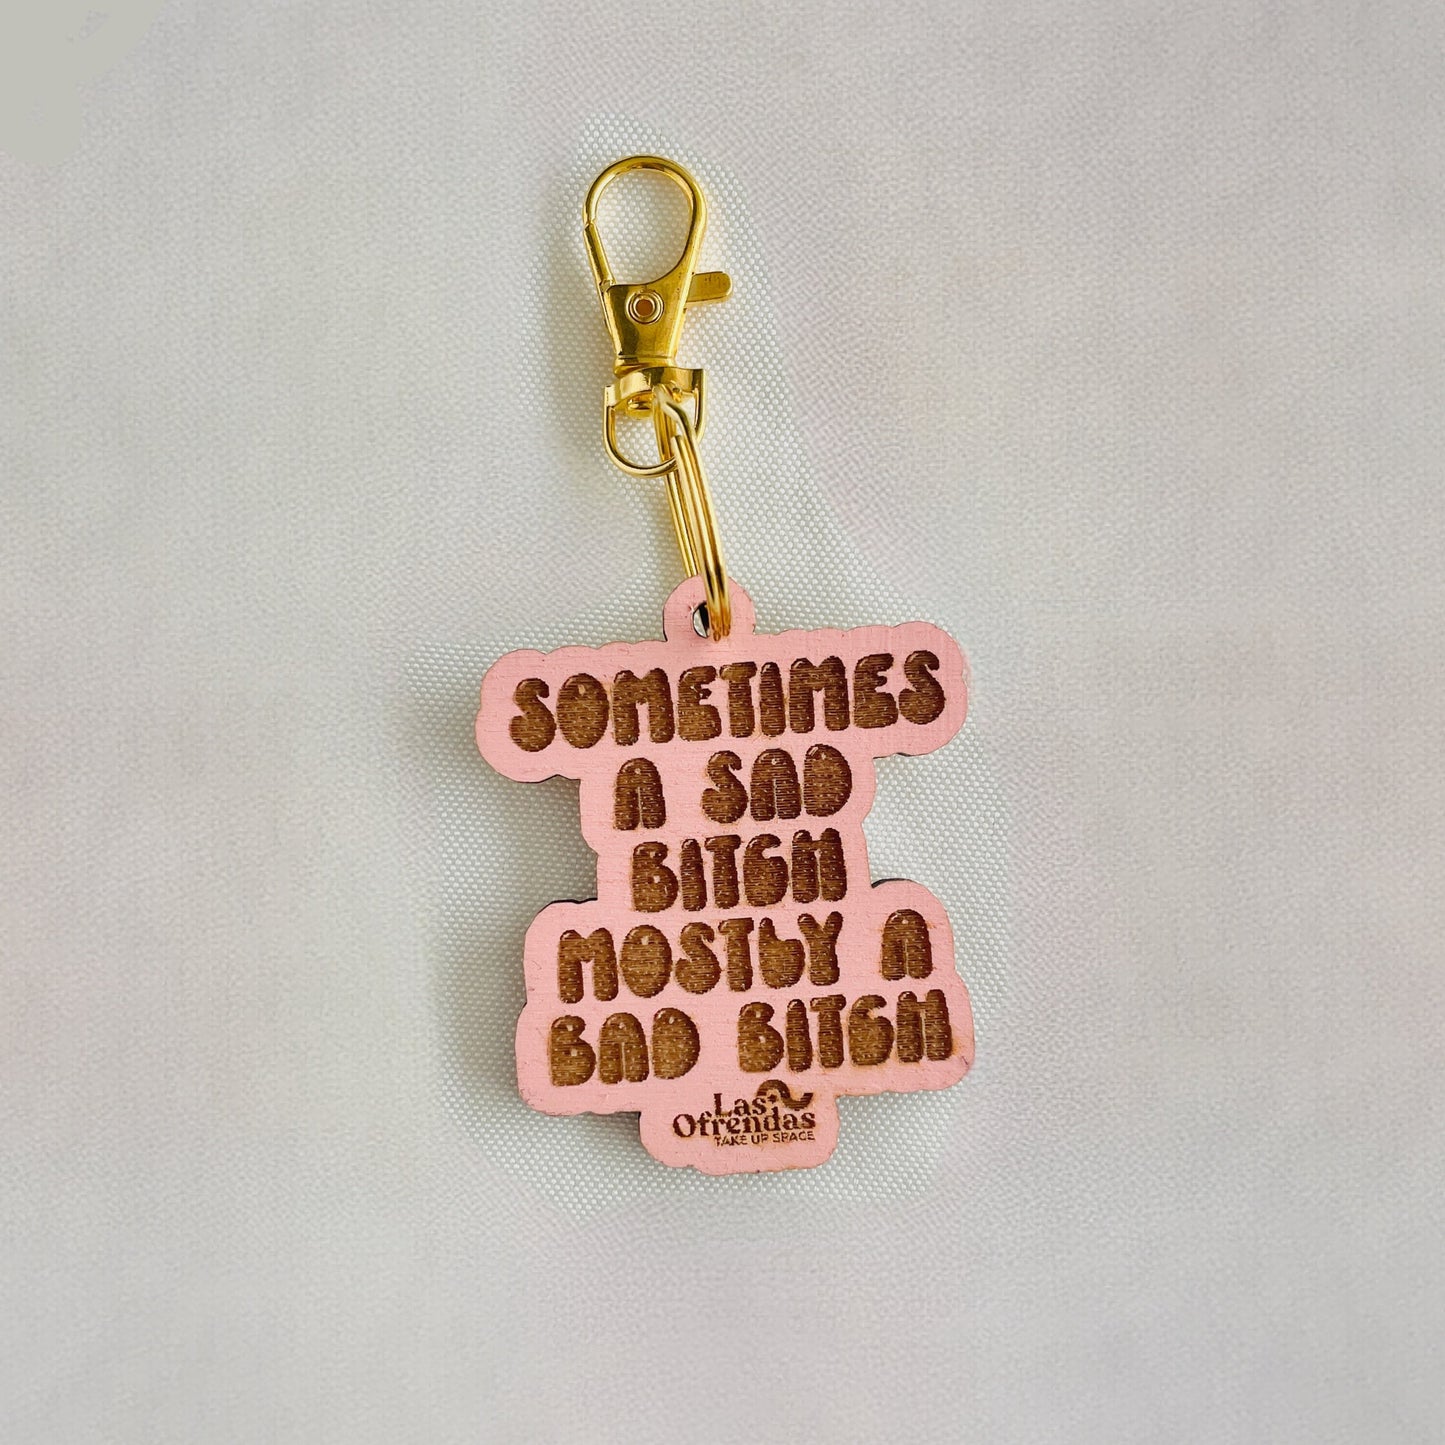 SOMETIMES
A SAD
BITCH
MOSTLY A
BAD BITCH
Las
Ofrendas
TAKE UP SPACE